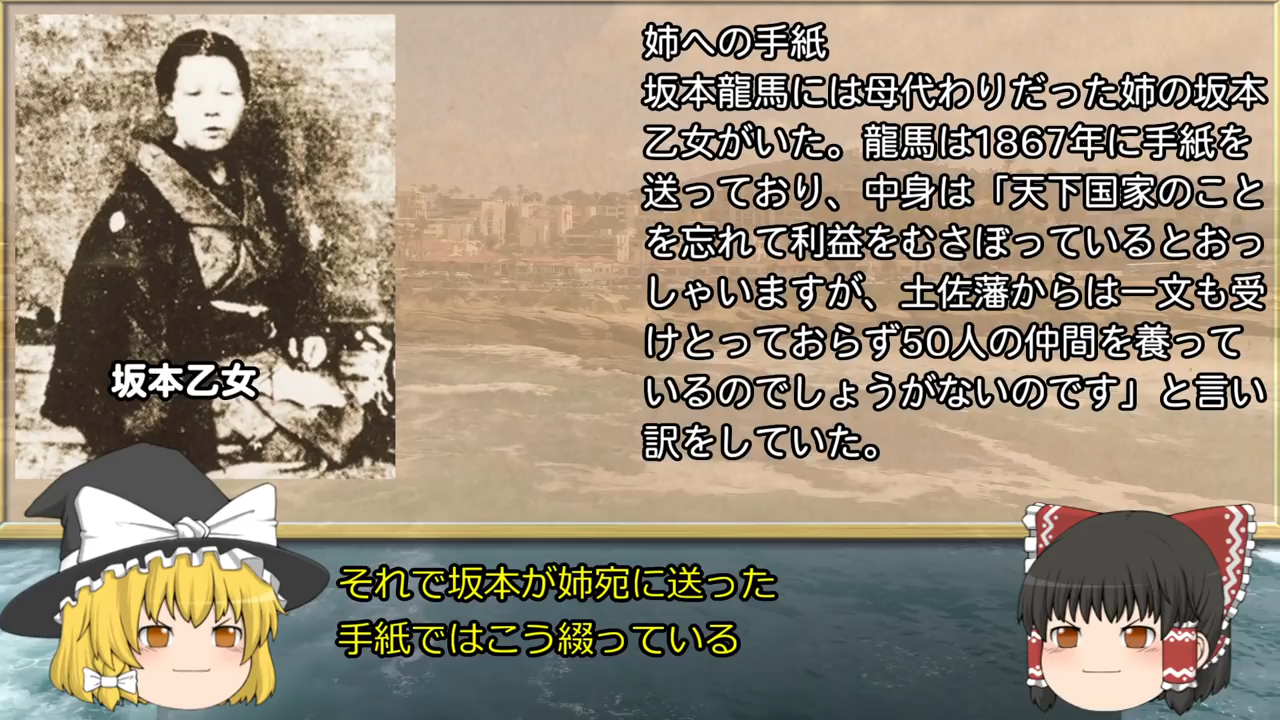 姉への手紙
坂本龍馬には母代わりだった姉の坂本
乙女がいた。龍馬は1867年に手紙を
送っており、中身は「天下国家のこと
を忘れて利益をむさぼっているとおっ
しゃいますが、土佐藩からは一文も受
けとっておらず50人の仲間を養って
いるのでしょうがないのです」と言い
訳をしていた。
坂本乙女
それで坂本が姉宛に送った
手紙ではこう綴っている